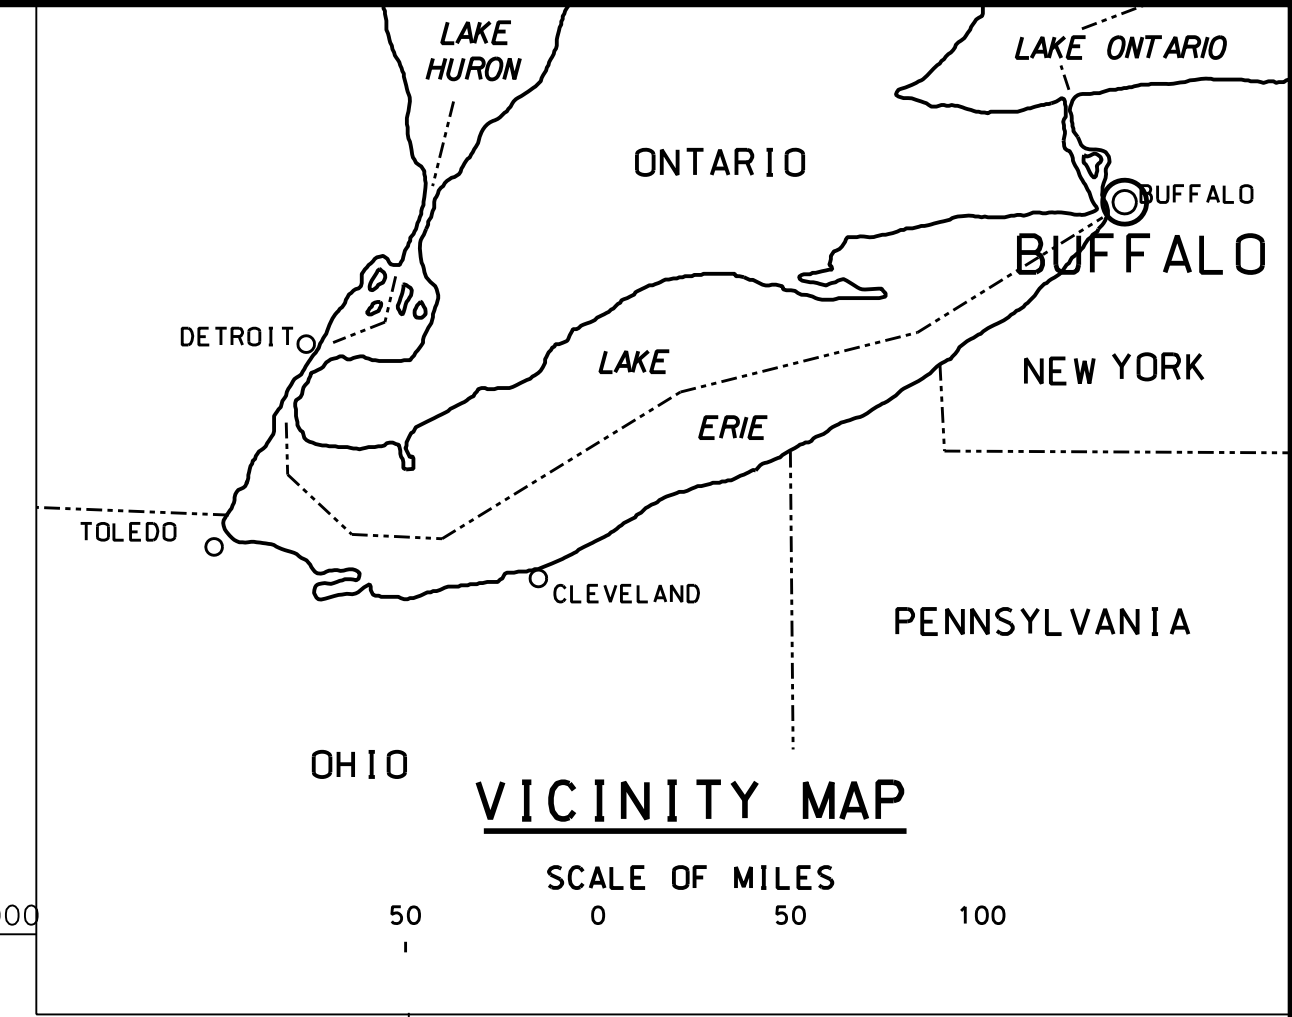 LAKE
HURON
LAKE ONTARIO
ONTARIO
BUFFALO
BUFFALO
DETROIT
LAKE
NEW YORK
ERIE
TOLEDO
CLEVELAND
PENNSYLVANIA
OHIO
VICINITY MAP
SCALE OF MILES
50 0 50 100